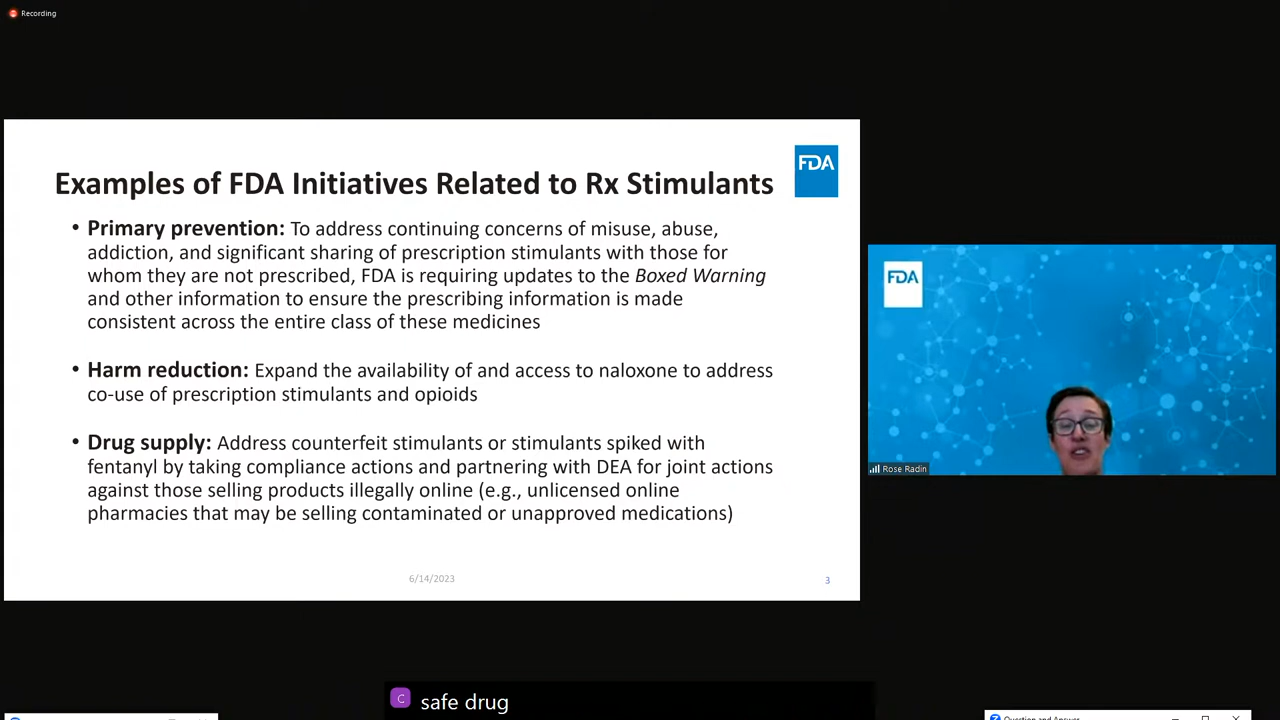 Recording
FDA
Examples of FDA Initiatives Related to Rx Stimulants
• Primary prevention: To address continuing concerns of misuse, abuse,
addiction, and significant sharing of prescription stimulants with those for
whom they are not prescribed, FDA is requiring updates to the Boxed Warning
and other information to ensure the prescribing information is made
consistent across the entire class of these medicines
• Harm reduction: Expand the availability of and access to naloxone to address
co-use of prescription stimulants and opioids
• Drug supply: Address counterfeit stimulants or stimulants spiked with
fentanyl by taking compliance actions and partnering with DEA for joint actions
against those selling products illegally online (e.g., unlicensed online
pharmacies that may be selling contaminated or unapproved medications)
6/14/2023
3
FDA
Rose Radin
C
safe drug
Question and Answer